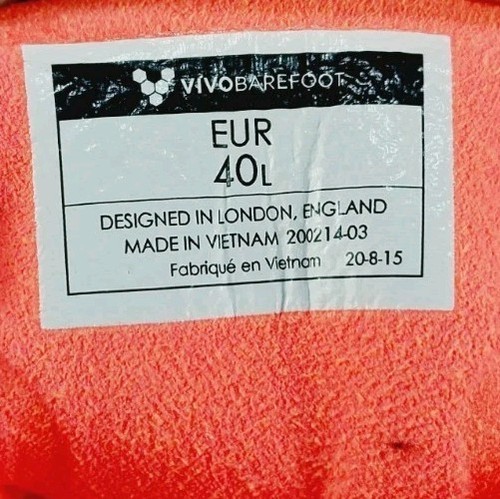 VIVOBAREFOOT
EUR
40L
DESIGNED IN LONDON, ENGLAND
MADE IN VIETNAM 200214-03
Fabriqué en Vietnam 20-8-15